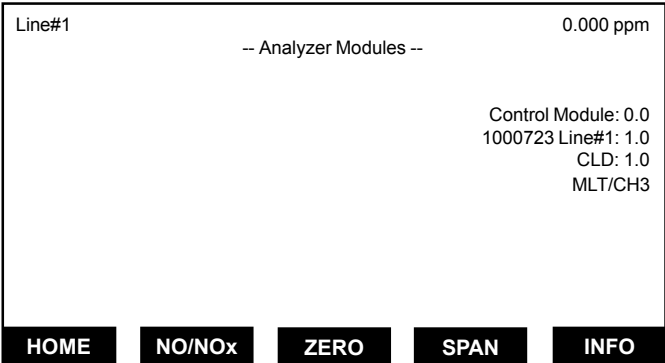 Line#1 0.000 ppm
-- Analyzer Modules --
Control Module: 0.0
1000723 Line#1: 1.0
CLD: 1.0
MLT/CH3
HOME NO/NOx ZERO SPAN INFO